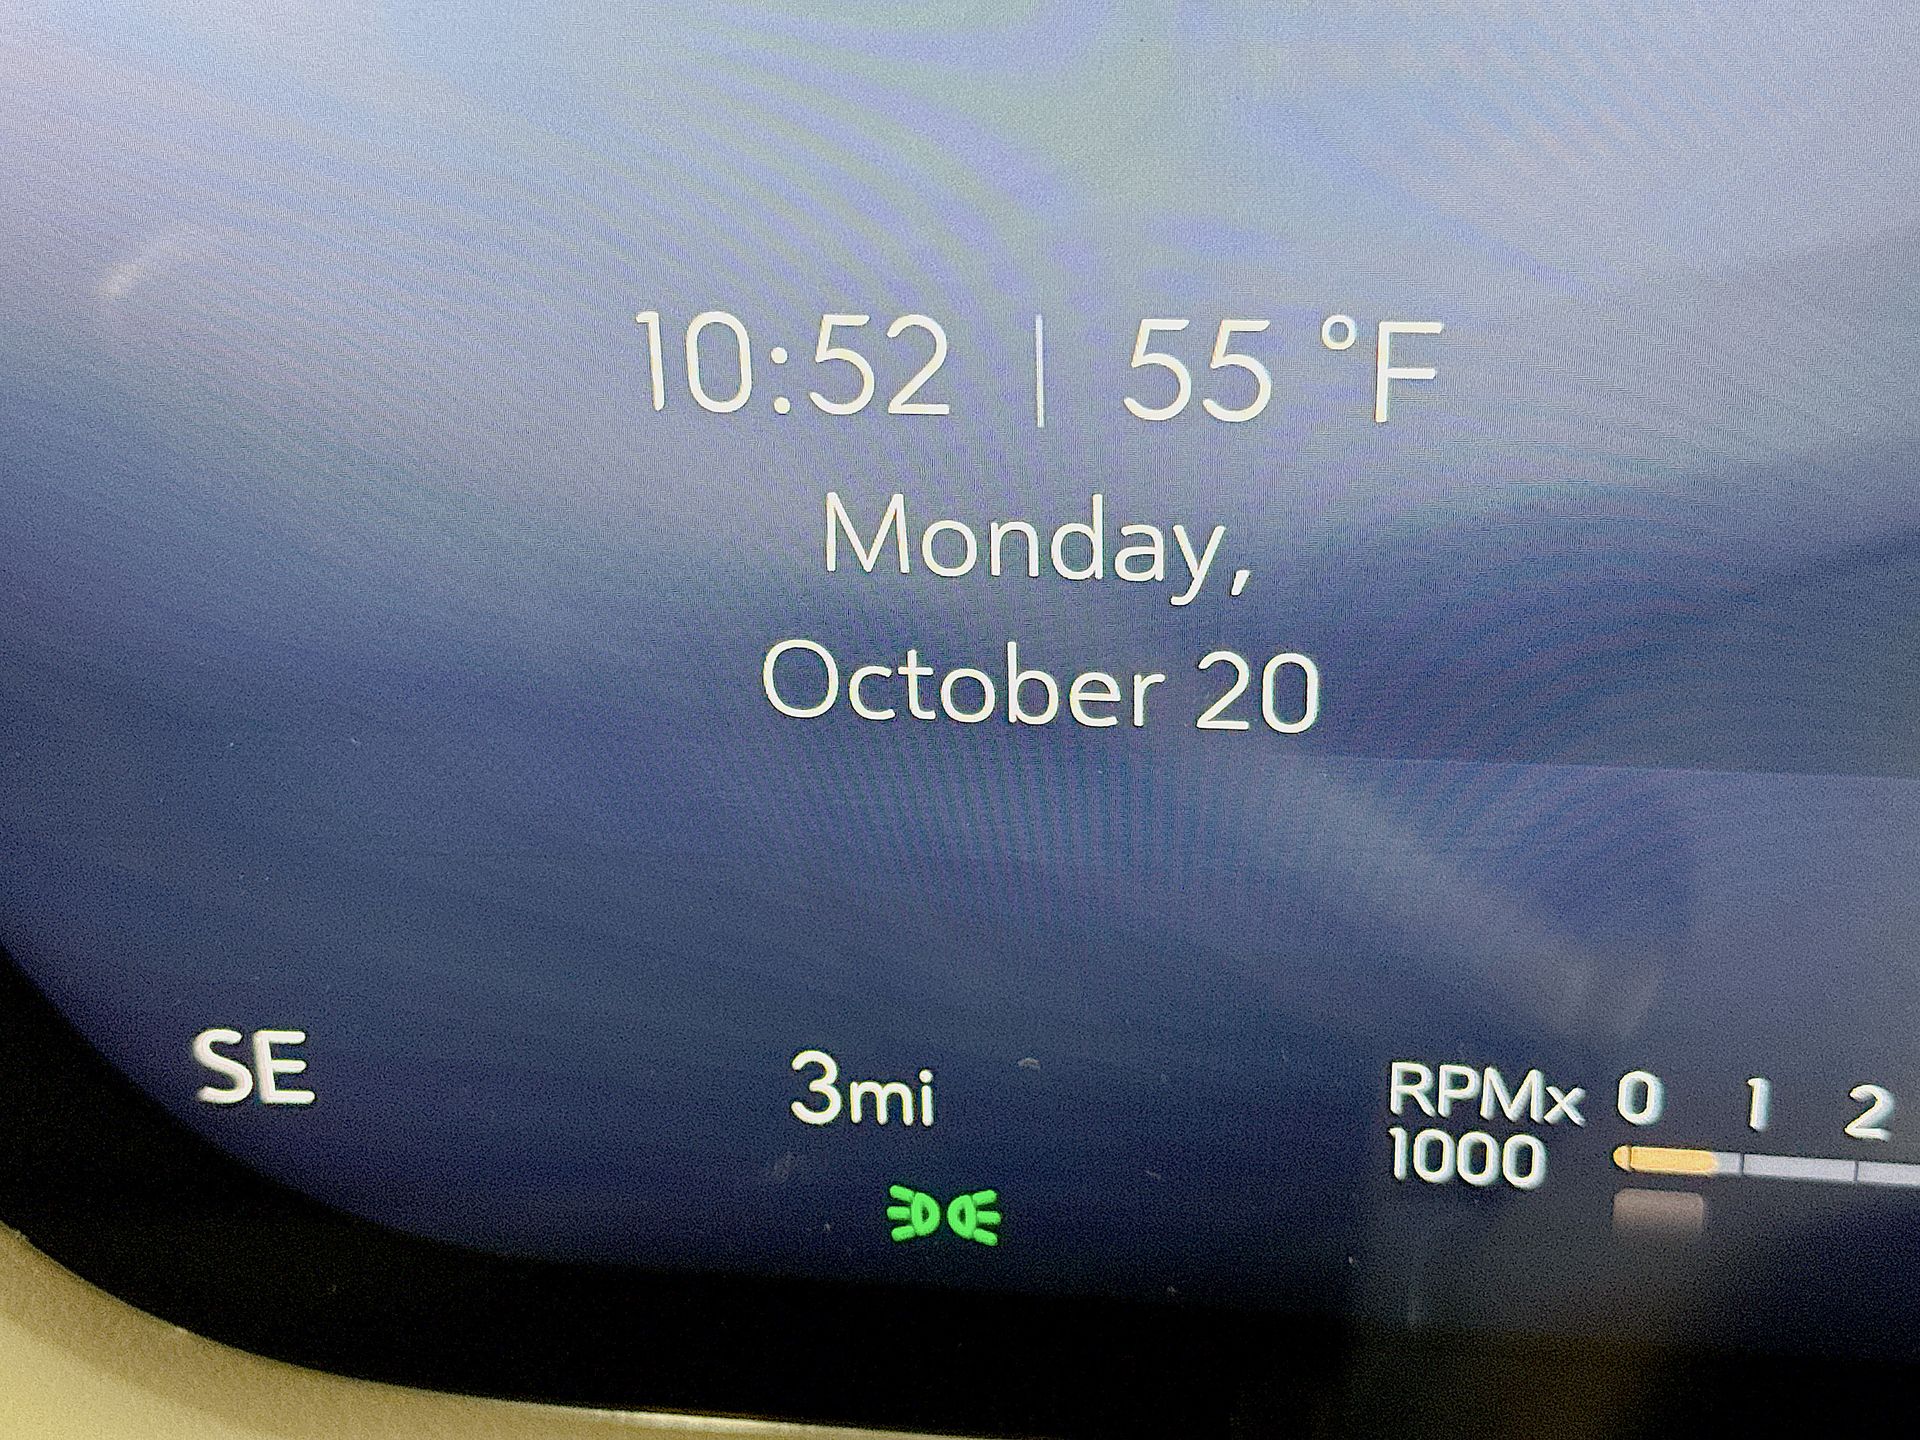 10:52 | 55 °F
Monday,
October 20
SE
3mi
RPMx 0 1 2
1000